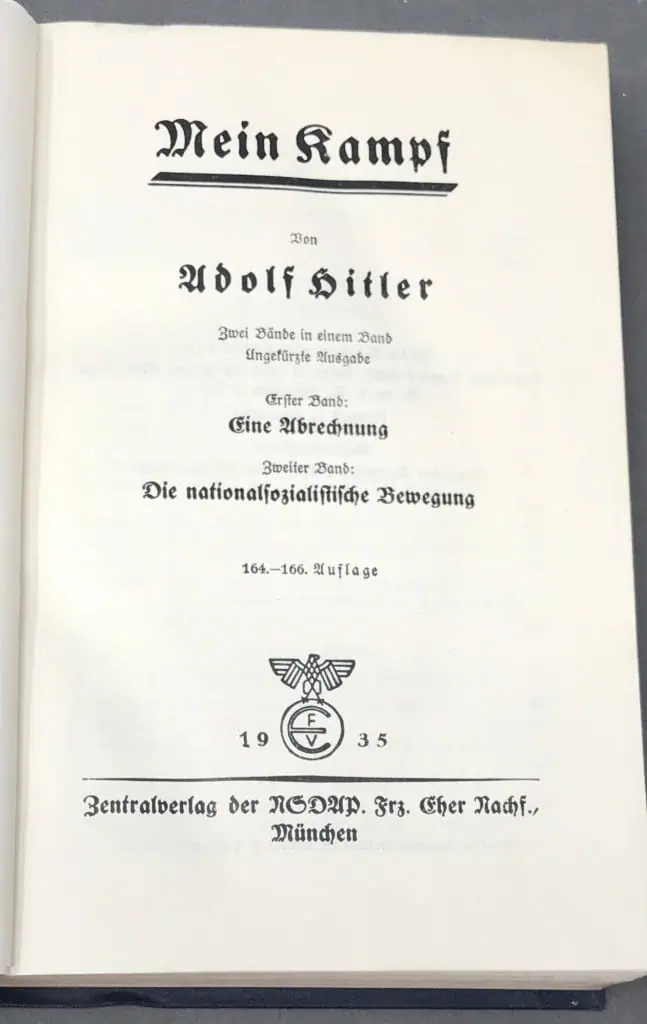 Mein Kampf
Von
Adolf Hitler
Zwei Bände in einem Band
Ungekürzte Ausgabe
Erster Band:
Eine Abrechnung
Zweiter Band:
Die nationalsozialistische Bewegung
164.–166. Auflage
F
E
V
19 35
Zentralverlag der NSDAP. Frz. Eher Nachf.,
München